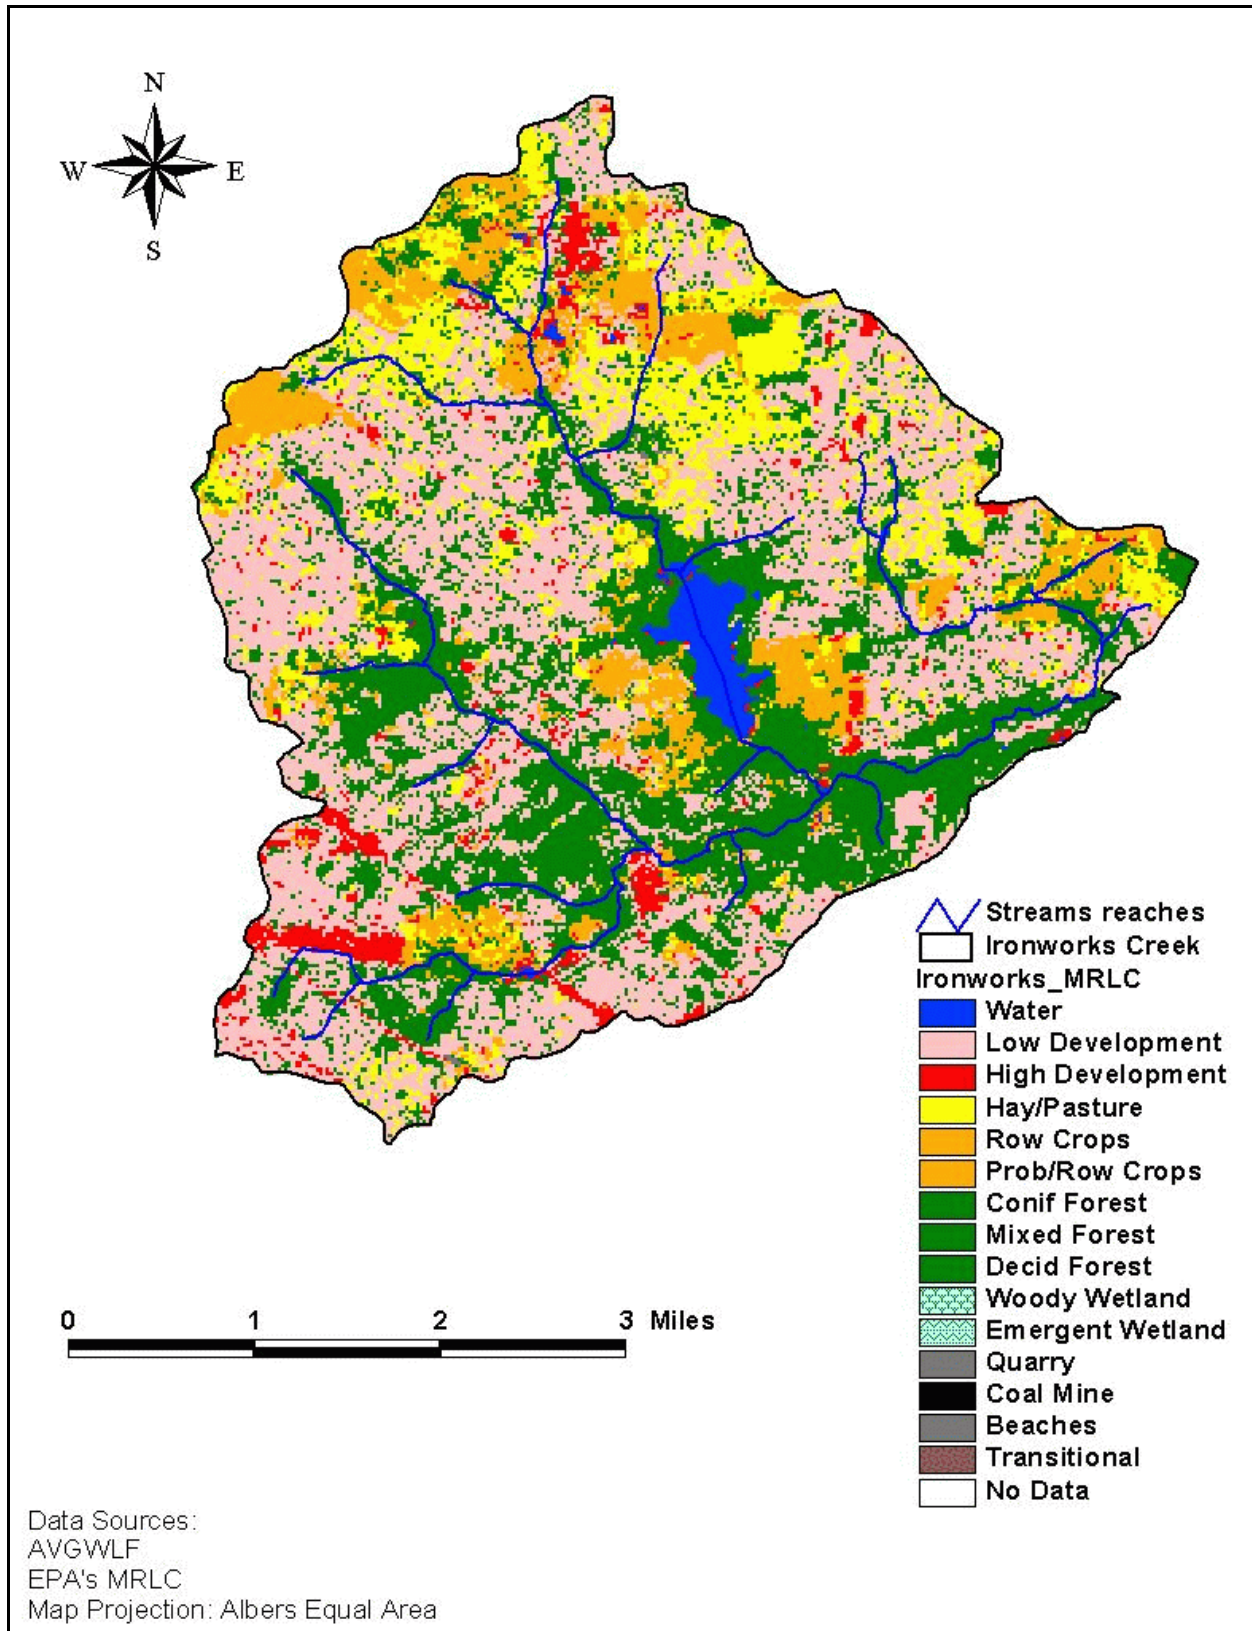 N
W E
S
Streams reaches
Ironworks Creek
Ironworks_MRLC
Water
Low Development
High Development
Hay/Pasture
Row Crops
Prob/Row Crops
Conif Forest
Mixed Forest
Decid Forest
Woody Wetland
Emergent Wetland
Quarry
Coal Mine
Beaches
Transitional
No Data
0 1 2 3 Miles
Data Sources:
AVGWLF
EPA's MRLC
Map Projection: Albers Equal Area